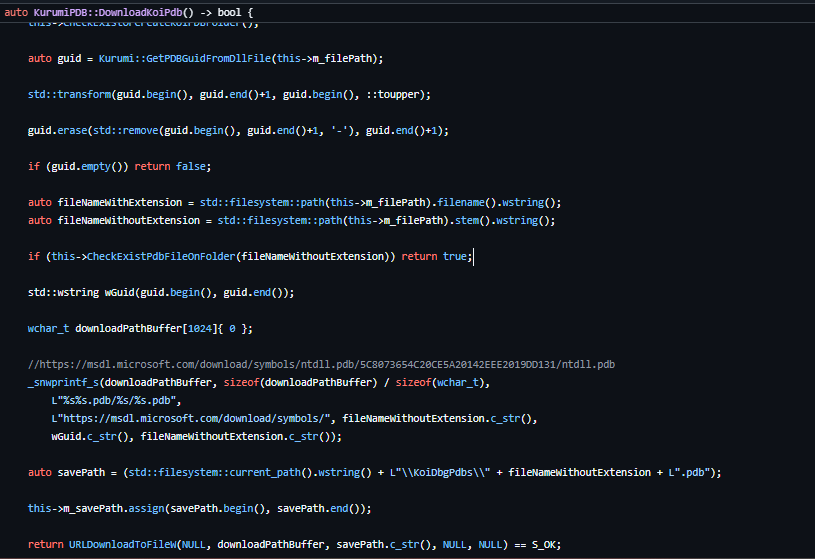 auto KurumiPDB::DownloadKoiPdb() -> bool {
auto guid = Kurumi::GetPDBGuidFromDllFile(this->m_filePath);
std::transform(guid.begin(), guid.end()+1, guid.begin(), ::toupper);
guid.erase(std::remove(guid.begin(), guid.end()+1, '-'), guid.end()+1);
if (guid.empty()) return false;
auto fileNameWithExtension = std::filesystem::path(this->m_filePath).filename().wstring();
auto fileNameWithoutExtension = std::filesystem::path(this->m_filePath).stem().wstring();
if (this->CheckExistPdbFileOnFolder(fileNameWithoutExtension)) return true;
std::wstring wGuid(guid.begin(), guid.end());
wchar_t downloadPathBuffer[1024]{ 0 };
//https://msdl.microsoft.com/download/symbols/ntdll.pdb/5C8073654C20CE5A20142EEE2019DD131/ntdll.pdb
_snwprintf_s(downloadPathBuffer, sizeof(downloadPathBuffer) / sizeof(wchar_t),
L"%s%s.pdb/%s/%s.pdb",
L"https://msdl.microsoft.com/download/symbols/", fileNameWithoutExtension.c_str(),
wGuid.c_str(), fileNameWithoutExtension.c_str());
auto savePath = (std::filesystem::current_path().wstring() + L"\\KoiDbgPdbs\\" + fileNameWithoutExtension + L".pdb");
this->m_savePath.assign(savePath.begin(), savePath.end());
return URLDownloadToFileW(NULL, downloadPathBuffer, savePath.c_str(), NULL, NULL) == S_OK;